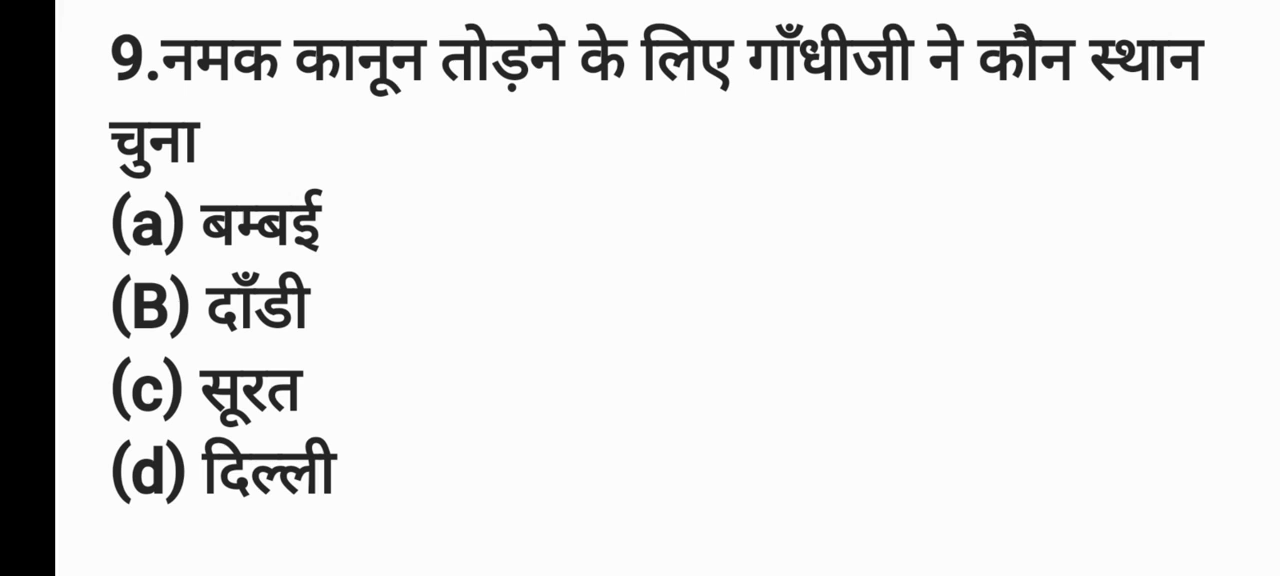 9.नमक कानून तोड़ने के लिए गाँधीजी ने कौन स्थान
चुना
(a) बम्बई
(B) दाँडी
(c) सूरत
(d) दिल्ली